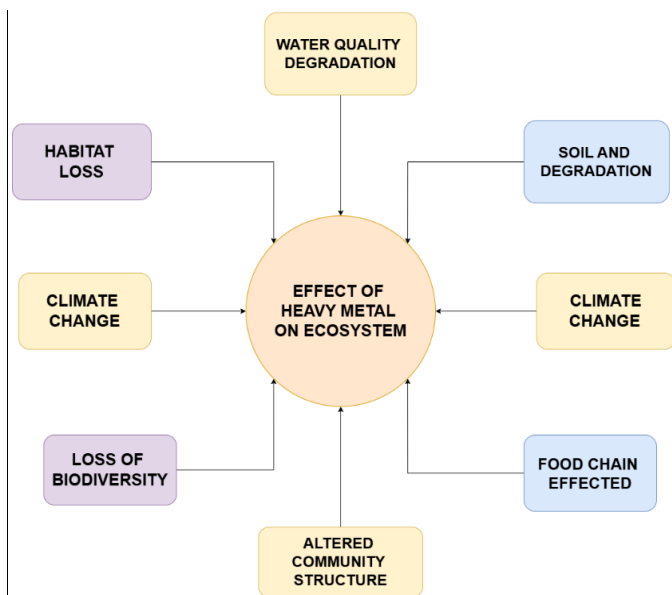 WATER QUALITY
DEGRADATION
HABITAT
LOSS
SOIL AND
DEGRADATION
CLIMATE
CHANGE
EFFECT OF
HEAVY METAL
ON ECOSYSTEM
CLIMATE
CHANGE
LOSS OF
BIODIVERSITY
FOOD CHAIN
EFFECTED
ALTERED
COMMUNITY
STRUCTURE